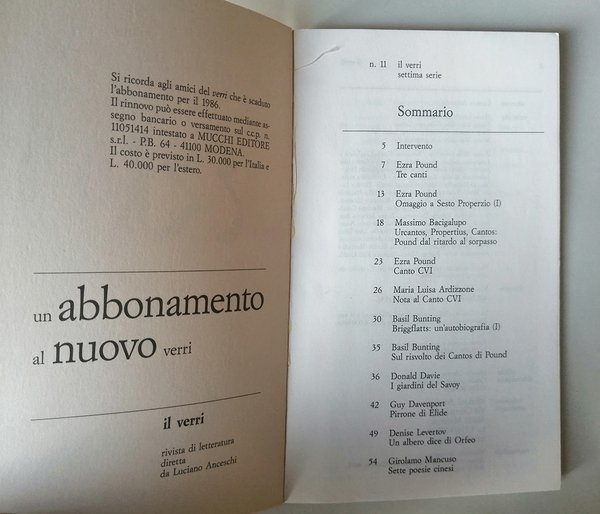 Si ricorda agli amici del verri che è scaduto
l'abbonamento per il 1986.
Il rinnovo può essere effettuato mediante as-
segno bancario o versamento sul c.c.p. n.
11051414 intestato a MUCCHI EDITORE
s.r.l. - P.B. 64 - 41100 MODENA.
Il costo è previsto in L. 30.000 per l'Italia e
L. 40.000 per l'estero.
un abbonamento
al nuovo verri
il verri
rivista di letteratura
diretta
da Luciano Anceschi
n. 11 il verri
settima serie
Sommario
5 Intervento
7 Ezra Pound
Tre canti
13 Ezra Pound
Omaggio a Sesto Properzio (I)
18 Massimo Bacigalupo
Urcantos, Propertius, Cantos:
Pound dal ritardo al sorpasso
23 Ezra Pound
Canto CVI
26 Maria Luisa Ardizzone
Nota al Canto CVI
30 Basil Bunting
Briggflatts: un'autobiografia (I)
35 Basil Bunting
Sul risvolto dei Cantos di Pound
36 Donald Davie
I giardini del Savoy
42 Guy Davenport
Pirrone di Elide
49 Denise Levertov
Un albero dice di Orfeo
54 Girolamo Mancuso
Sette poesie cinesi